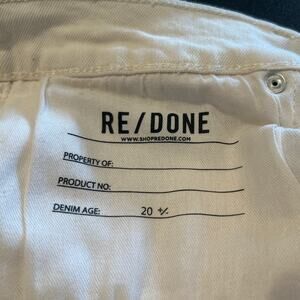 RE/DONE
WWW.SHOPREDONE.COM
PROPERTY OF:
PRODUCT NO:
DENIM AGE: 20 +/-